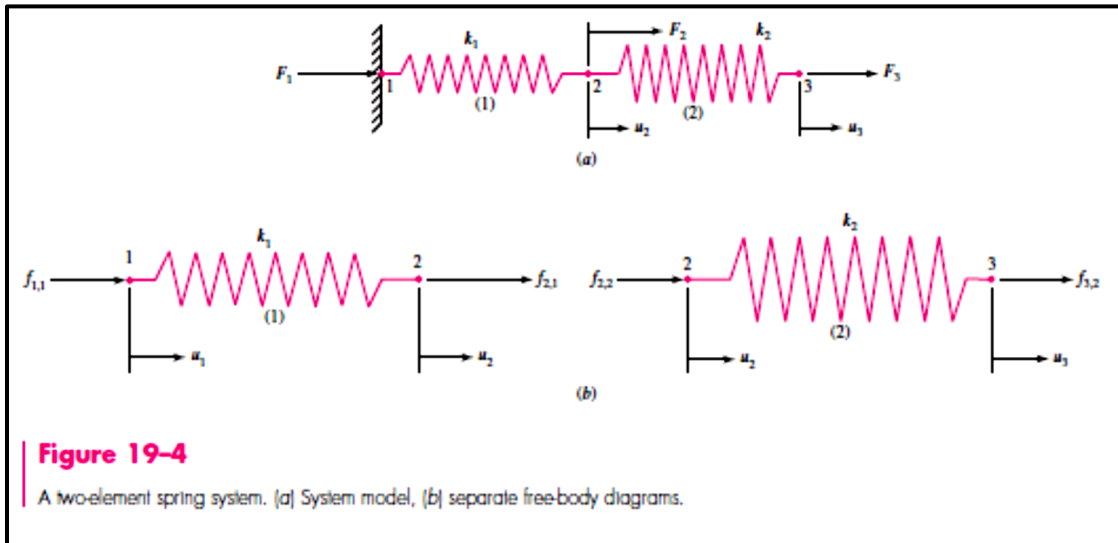 k₁
F₂
k₂
F₁
1
2
3
F₃
(1)
(2)
u₂
u₃
(a)
k₁
k₂
1
2
2
3
f₁,₁
f₂,₁
f₂,₂
f₃,₂
(1)
(2)
u₁
u₂
u₂
u₃
(b)
Figure 19–4
A two-element spring system. (a) System model, (b) separate free-body diagrams.